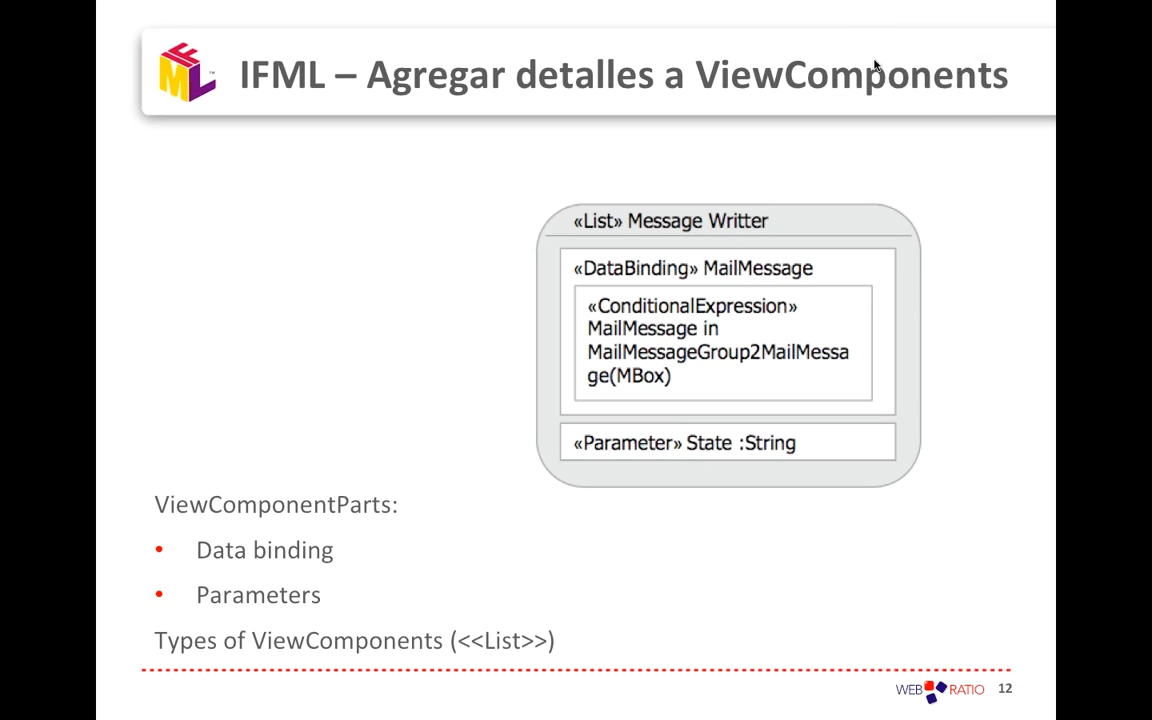 IFML – Agregar detalles a ViewComponents
«List» Message Writter
«DataBinding» MailMessage
«ConditionalExpression»
MailMessage in
MailMessageGroup2MailMessa
ge(MBox)
«Parameter» State :String
ViewComponentParts:
• Data binding
• Parameters
Types of ViewComponents (<<List>>)
WEB RATIO 12